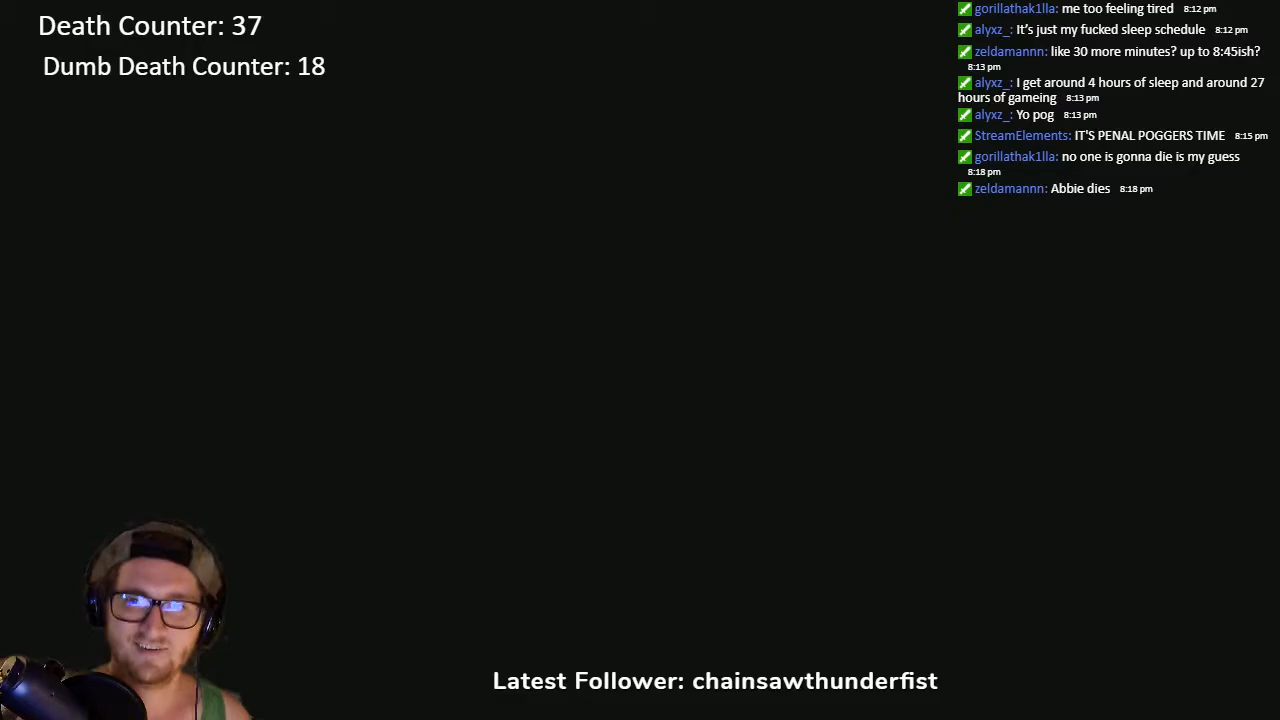 Death Counter: 37
Dumb Death Counter: 18
gorillathak1lla: me too feeling tired 8:12 pm
alyxz_: It's just my fucked sleep schedule 8:12 pm
zeldamannn: like 30 more minutes? up to 8:45ish?
8:13 pm
alyxz_: I get around 4 hours of sleep and around 27
hours of gameing 8:13 pm
alyxz_: Yo pog 8:13 pm
StreamElements: IT'S PENAL POGGERS TIME 8:15 pm
gorillathak1lla: no one is gonna die is my guess
8:18 pm
zeldamannn: Abbie dies 8:18 pm
Latest Follower: chainsawthunderfist